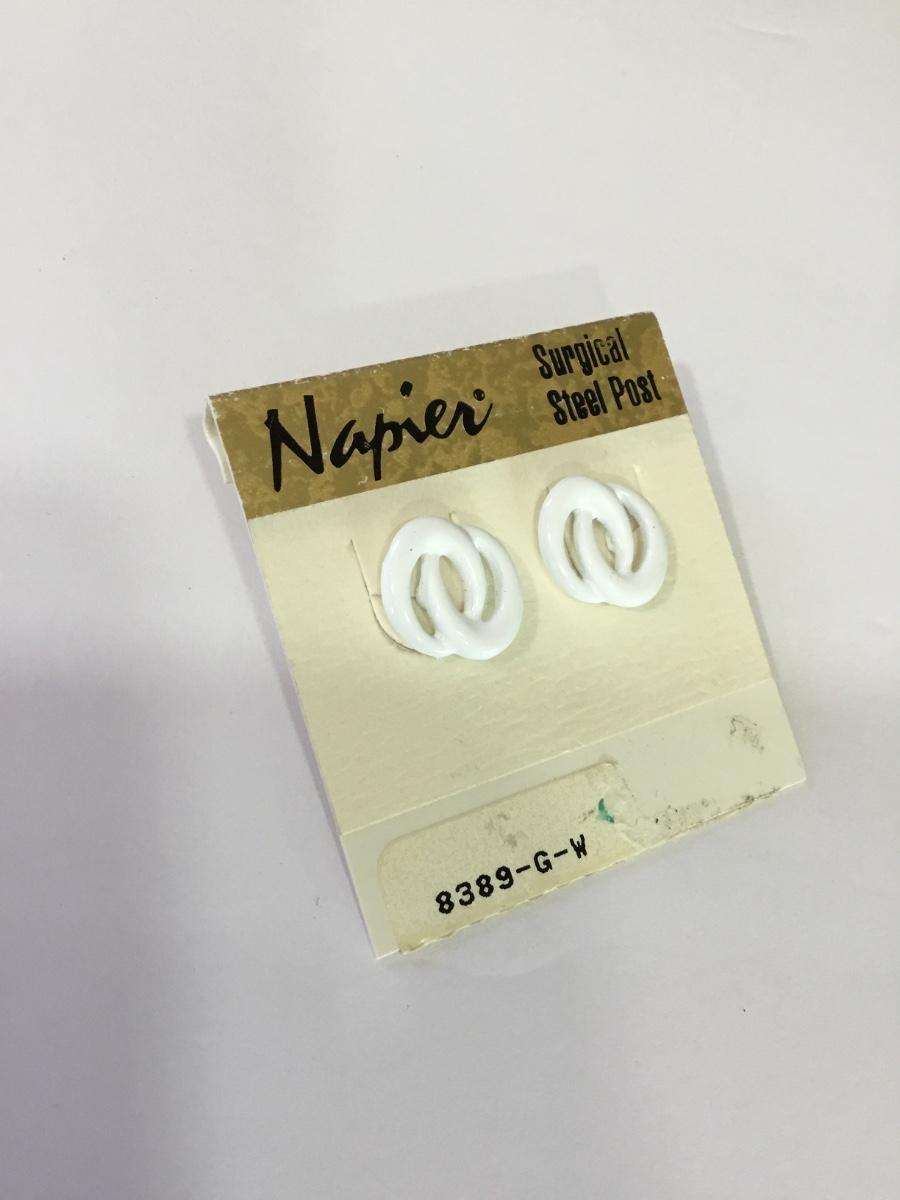 Napier
Surgical
Steel Post
8389-G-W